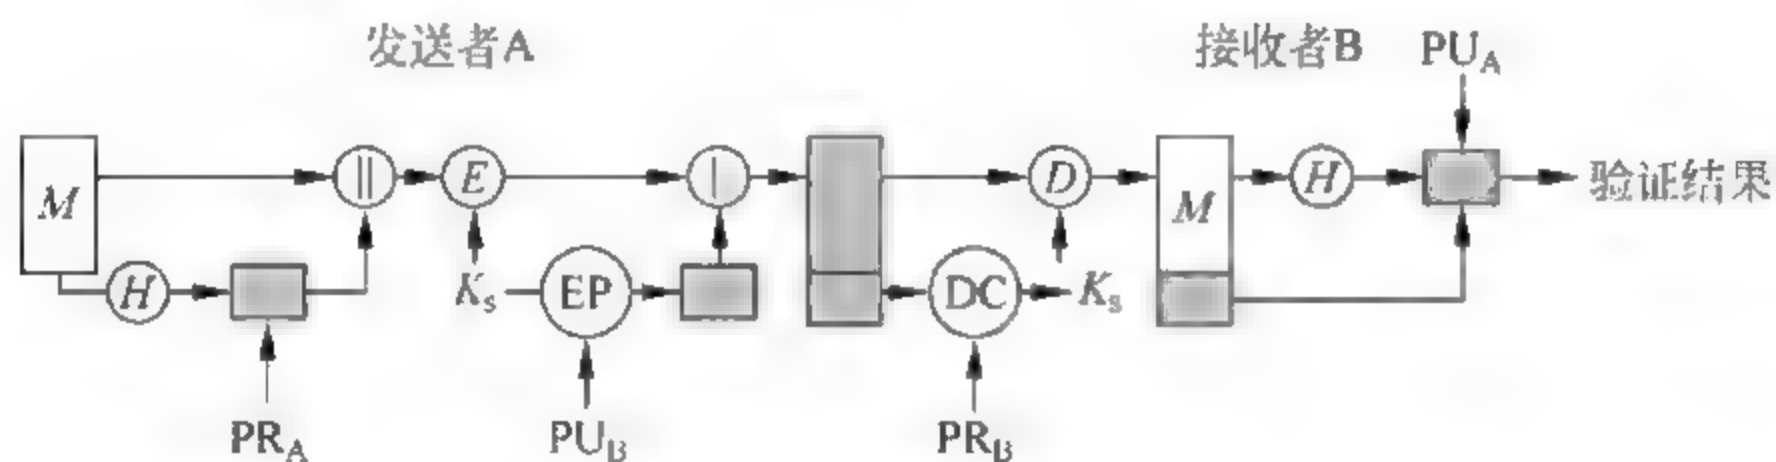 发送者A
接收者B PU_A
M || E | D M H 验证结果
H K_s EP DC K_s
PR_A PU_B PR_B